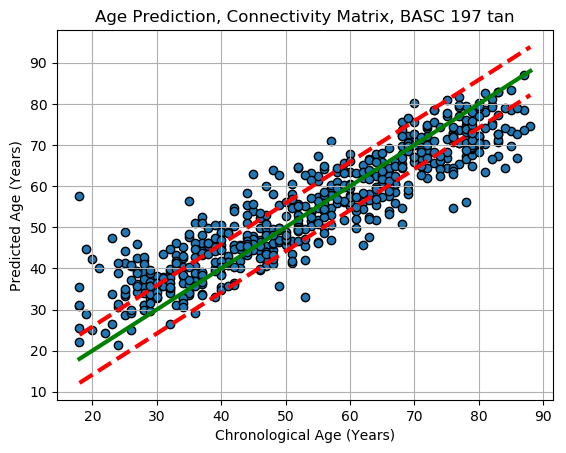 Age Prediction, Connectivity Matrix, BASC 197 tan
Predicted Age (Years)
90
80
70
60
50
40
30
20
10
20 30 40 50 60 70 80 90
Chronological Age (Years)